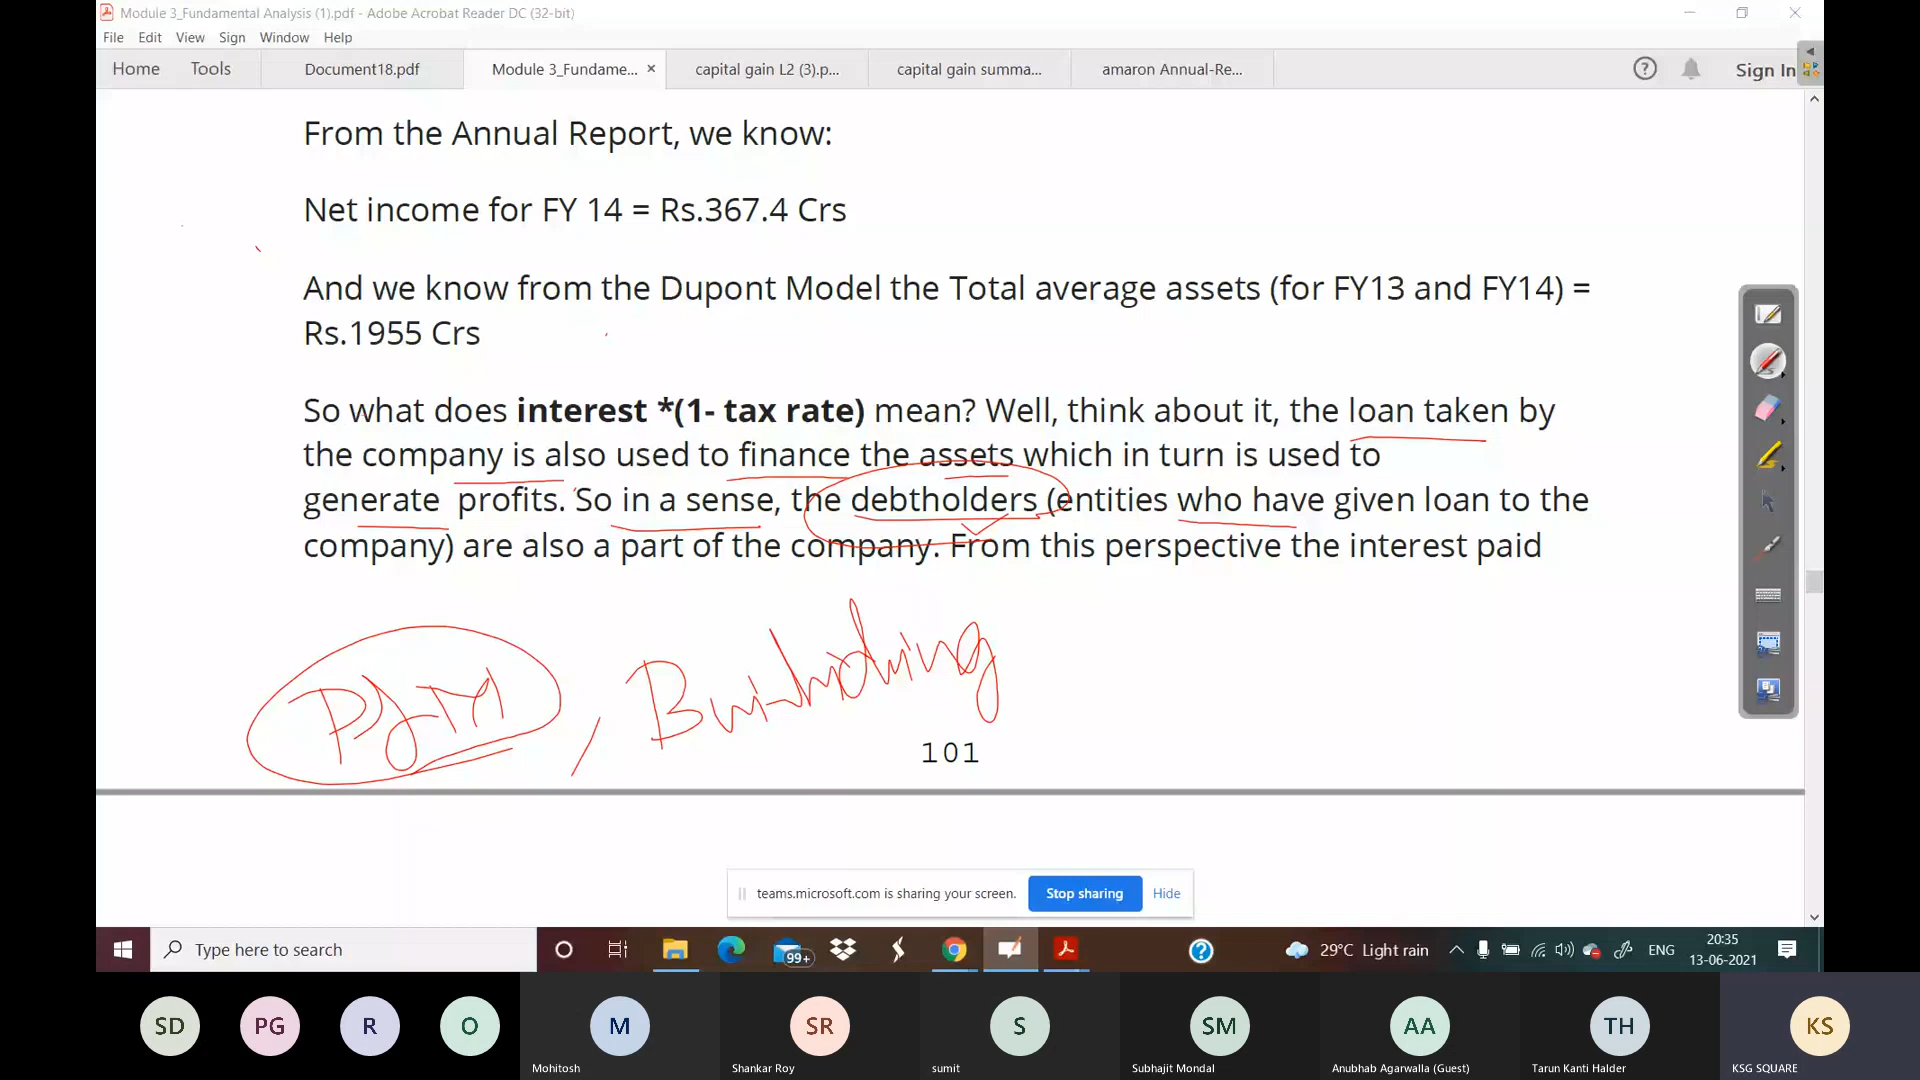 Module 3_Fundamental Analysis (1).pdf - Adobe Acrobat Reader DC (32-bit)
File Edit View Sign Window Help
Home Tools Document18.pdf Module 3_Fundame... × capital gain L2 (3).p... capital gain summa... amaron Annual-Re... Sign In
From the Annual Report, we know:
Net income for FY 14 = Rs.367.4 Crs
And we know from the Dupont Model the Total average assets (for FY13 and FY14) =
Rs.1955 Crs
So what does interest *(1- tax rate) mean? Well, think about it, the loan taken by
the company is also used to finance the assets which in turn is used to
generate profits. So in a sense, the debtholders (entities who have given loan to the
company) are also a part of the company. From this perspective the interest paid
P&M,
101
teams.microsoft.com is sharing your screen. Stop sharing Hide
Type here to search 99+ 29°C Light rain ENG 20:35
13-06-2021
SD PG R O M SR S SM AA TH KS
Mohitosh Shankar Roy sumit Subhajit Mondal Anubhab Agarwalla (Guest) Tarun Kanti Halder KSG SQUARE